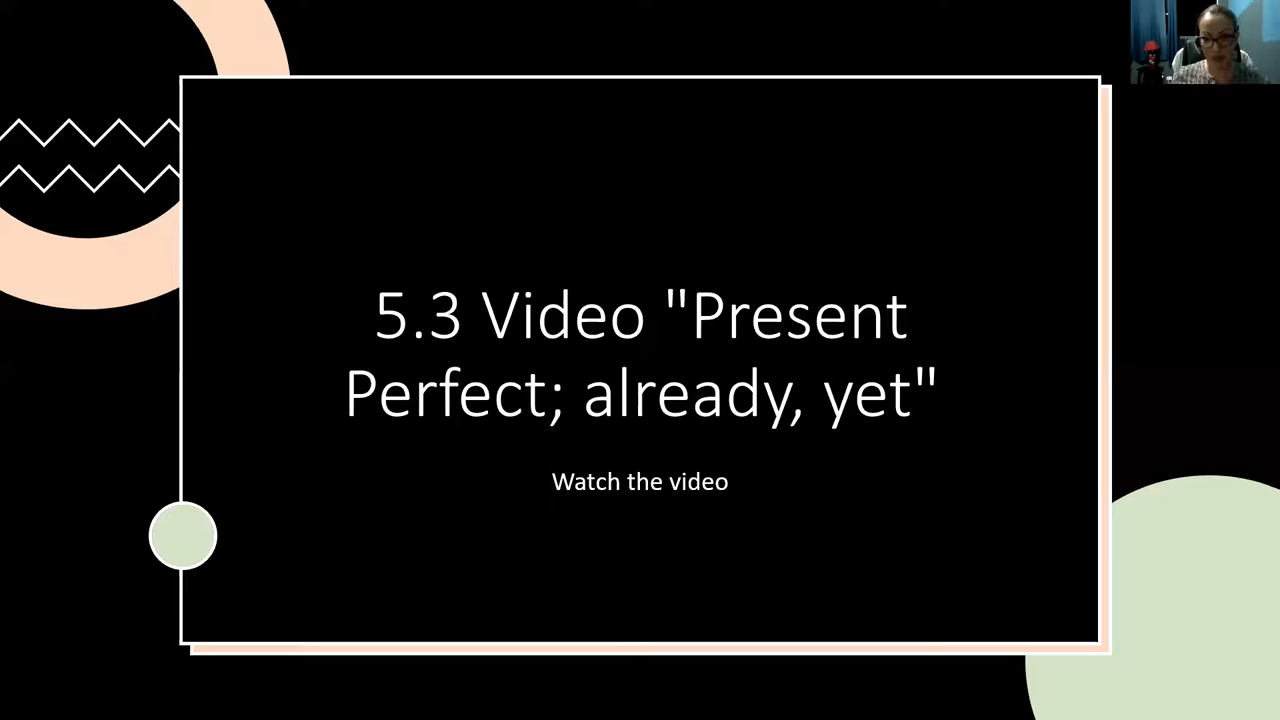 5.3 Video "Present
Perfect; already, yet"
Watch the video